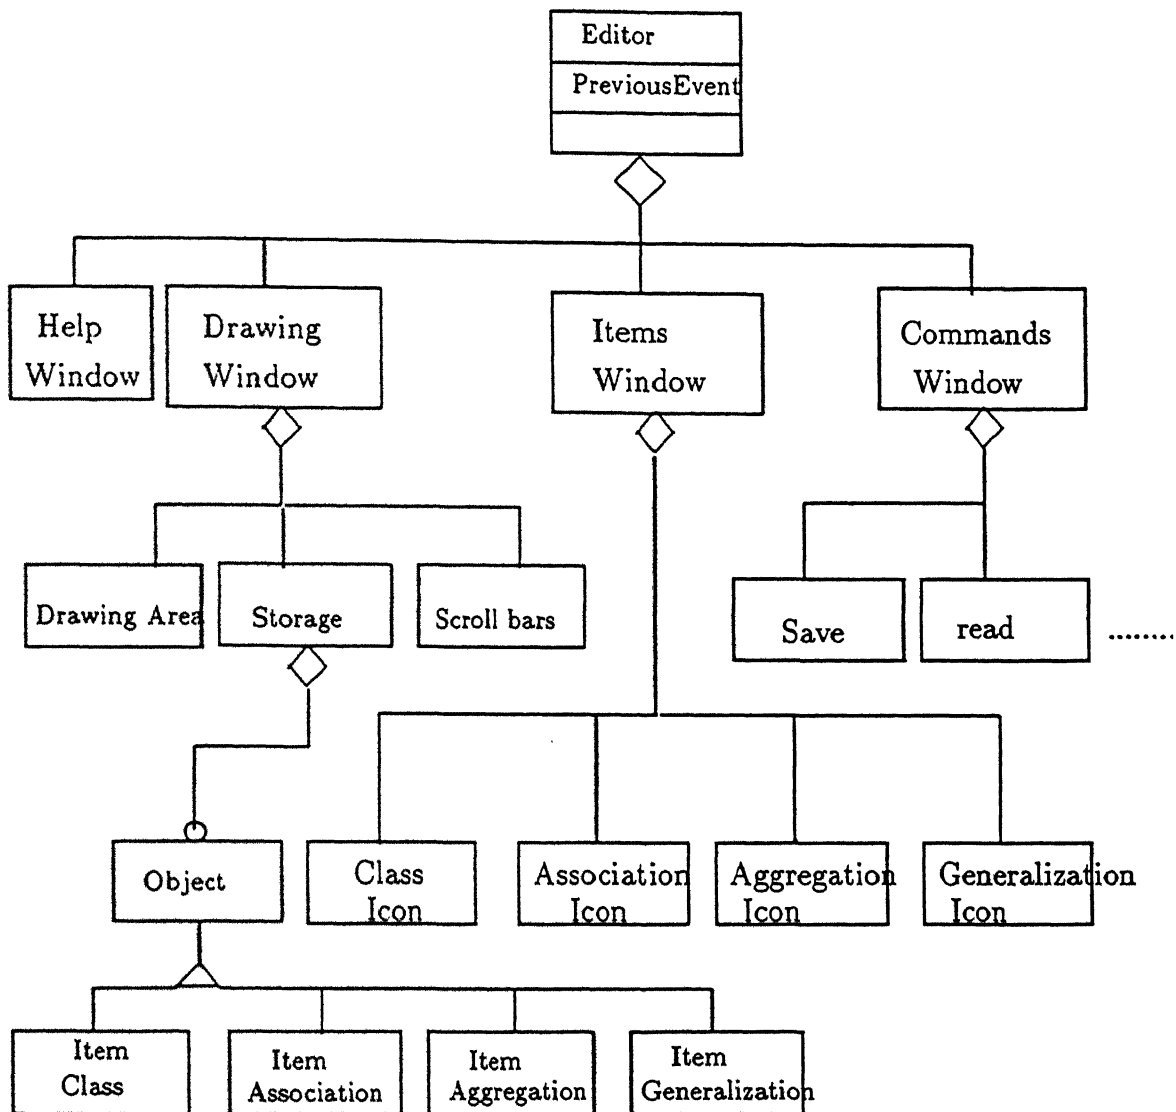 Editor
PreviousEvent
Help
Window
Drawing
Window
Items
Window
Commands
Window
Drawing Area
Storage
Scroll bars
Save
read
........
Object
Class
Icon
Association
Icon
Aggregation
Icon
Generalization
Icon
Item
Class
Item
Association
Item
Aggregation
Item
Generalization